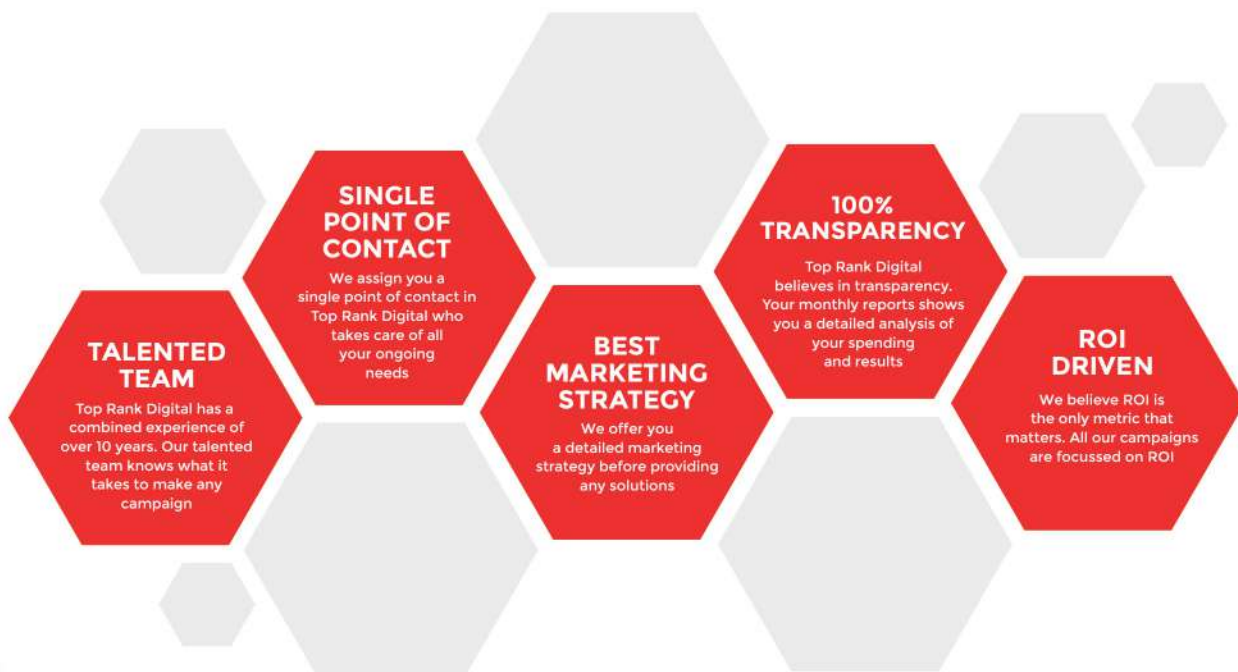 TALENTED
TEAM
Top Rank Digital has a
combined experience of
over 10 years. Our talented
team knows what it
takes to make any
campaign
SINGLE
POINT OF
CONTACT
We assign you a
single point of contact in
Top Rank Digital who
takes care of all
your ongoing
needs
BEST
MARKETING
STRATEGY
We offer you
a detailed marketing
strategy before providing
any solutions
100%
TRANSPARENCY
Top Rank Digital
believes in transparency.
Your monthly reports shows
you a detailed analysis of
your spending
and results
ROI
DRIVEN
We believe ROI is
the only metric that
matters. All our campaigns
are focussed on ROI